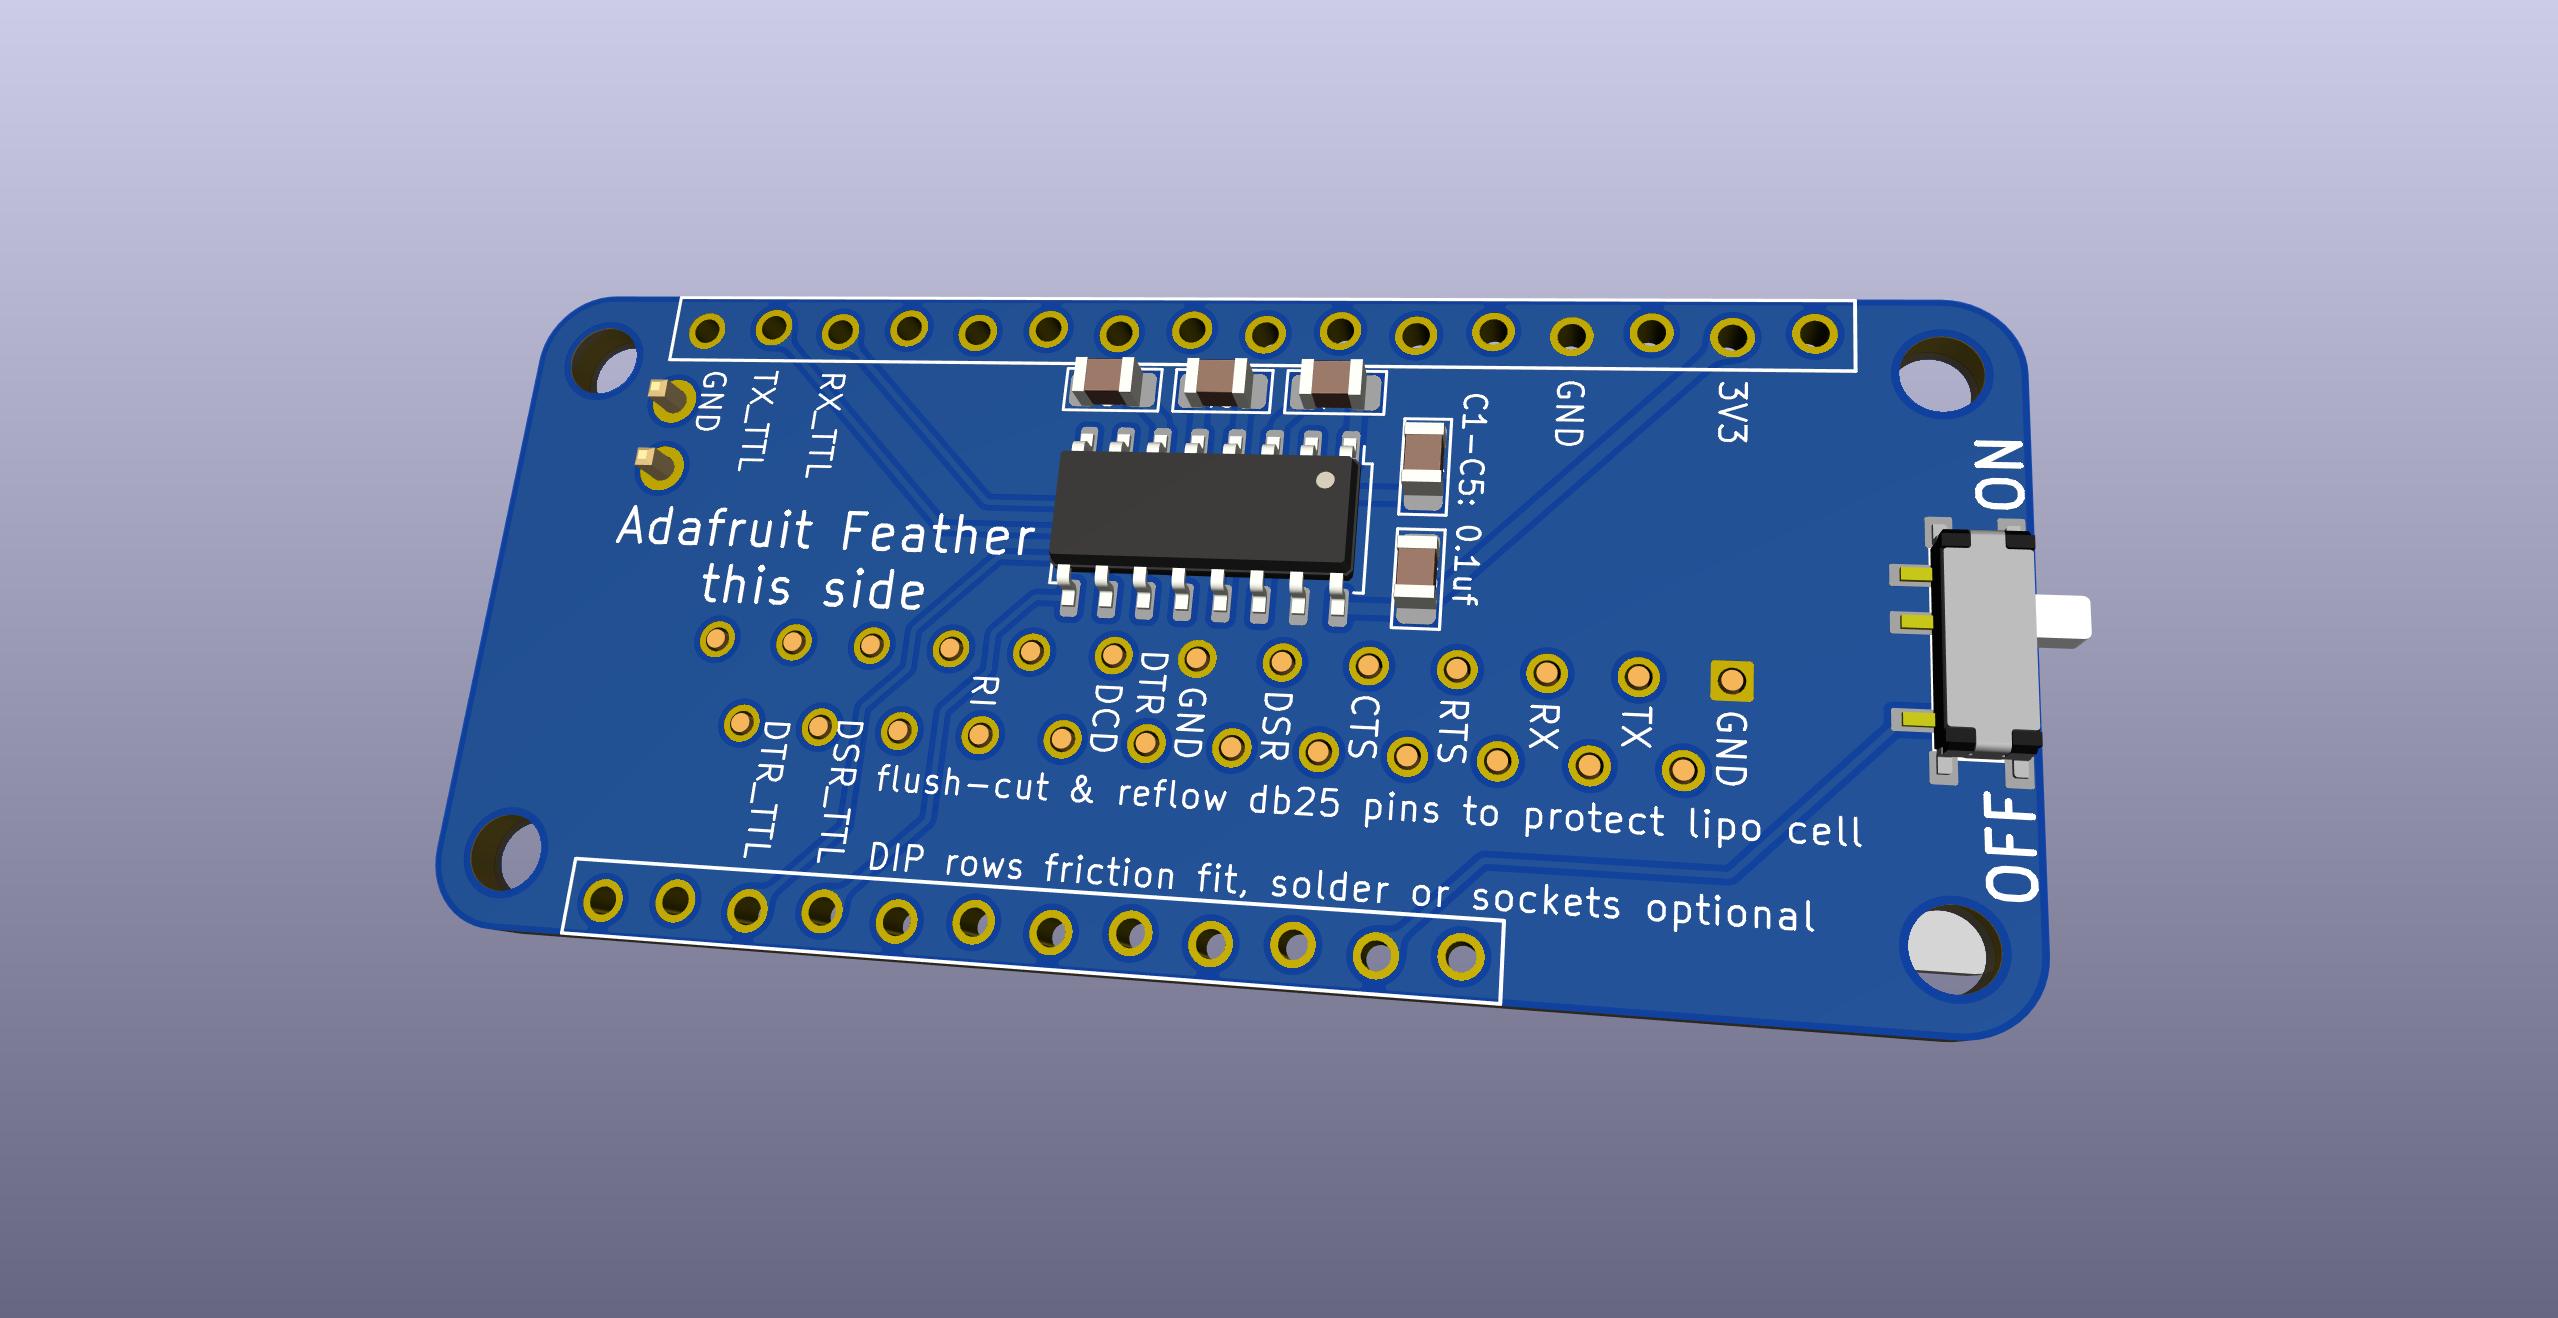 GND
TX_TTL
RX_TTL
C1-C5: 0.1uf
GND
3V3
ON
Adafruit Feather
this side
RI
DCD
DTR
GND
DSR
CTS
RTS
RX
TX
GND
DTR_TTL
DSR_TTL
flush-cut & reflow db25 pins to protect lipo cell
DIP rows friction fit, solder or sockets optional
OFF